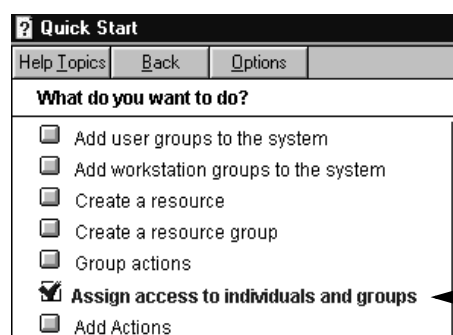 Quick Start
Help Topics Back Options
What do you want to do?
Add user groups to the system
Add workstation groups to the system
Create a resource
Create a resource group
Group actions
Assign access to individuals and groups
Add Actions